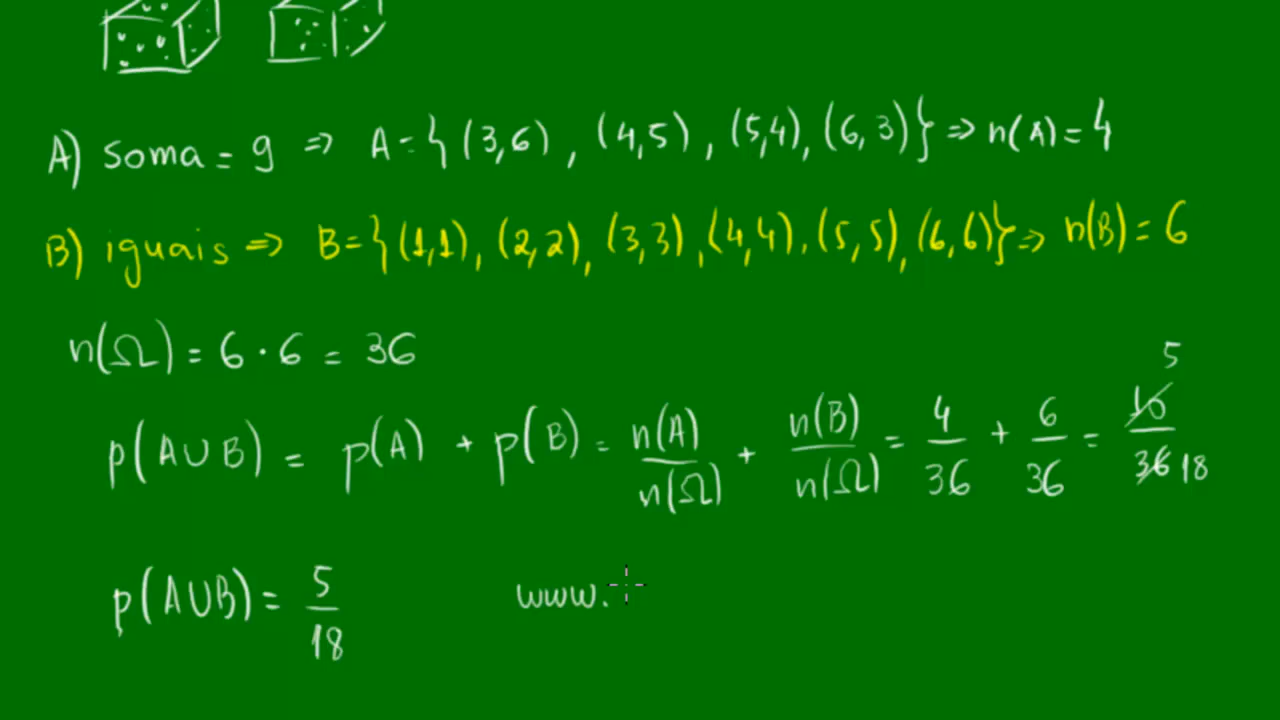 A) soma = 9 => A = { (3,6) , (4,5) , (5,4) , (6,3) } => n(A) = 4
B) iguais => B = { (1,1) , (2,2) , (3,3) , (4,4) , (5,5) , (6,6) } => n(B) = 6
n(Ω) = 6 · 6 = 36
p(A∪B) = p(A) + p(B) = n(A)/n(Ω) + n(B)/n(Ω) = 4/36 + 6/36 = 10/36 5 18
p(A∪B) = 5/18 www.